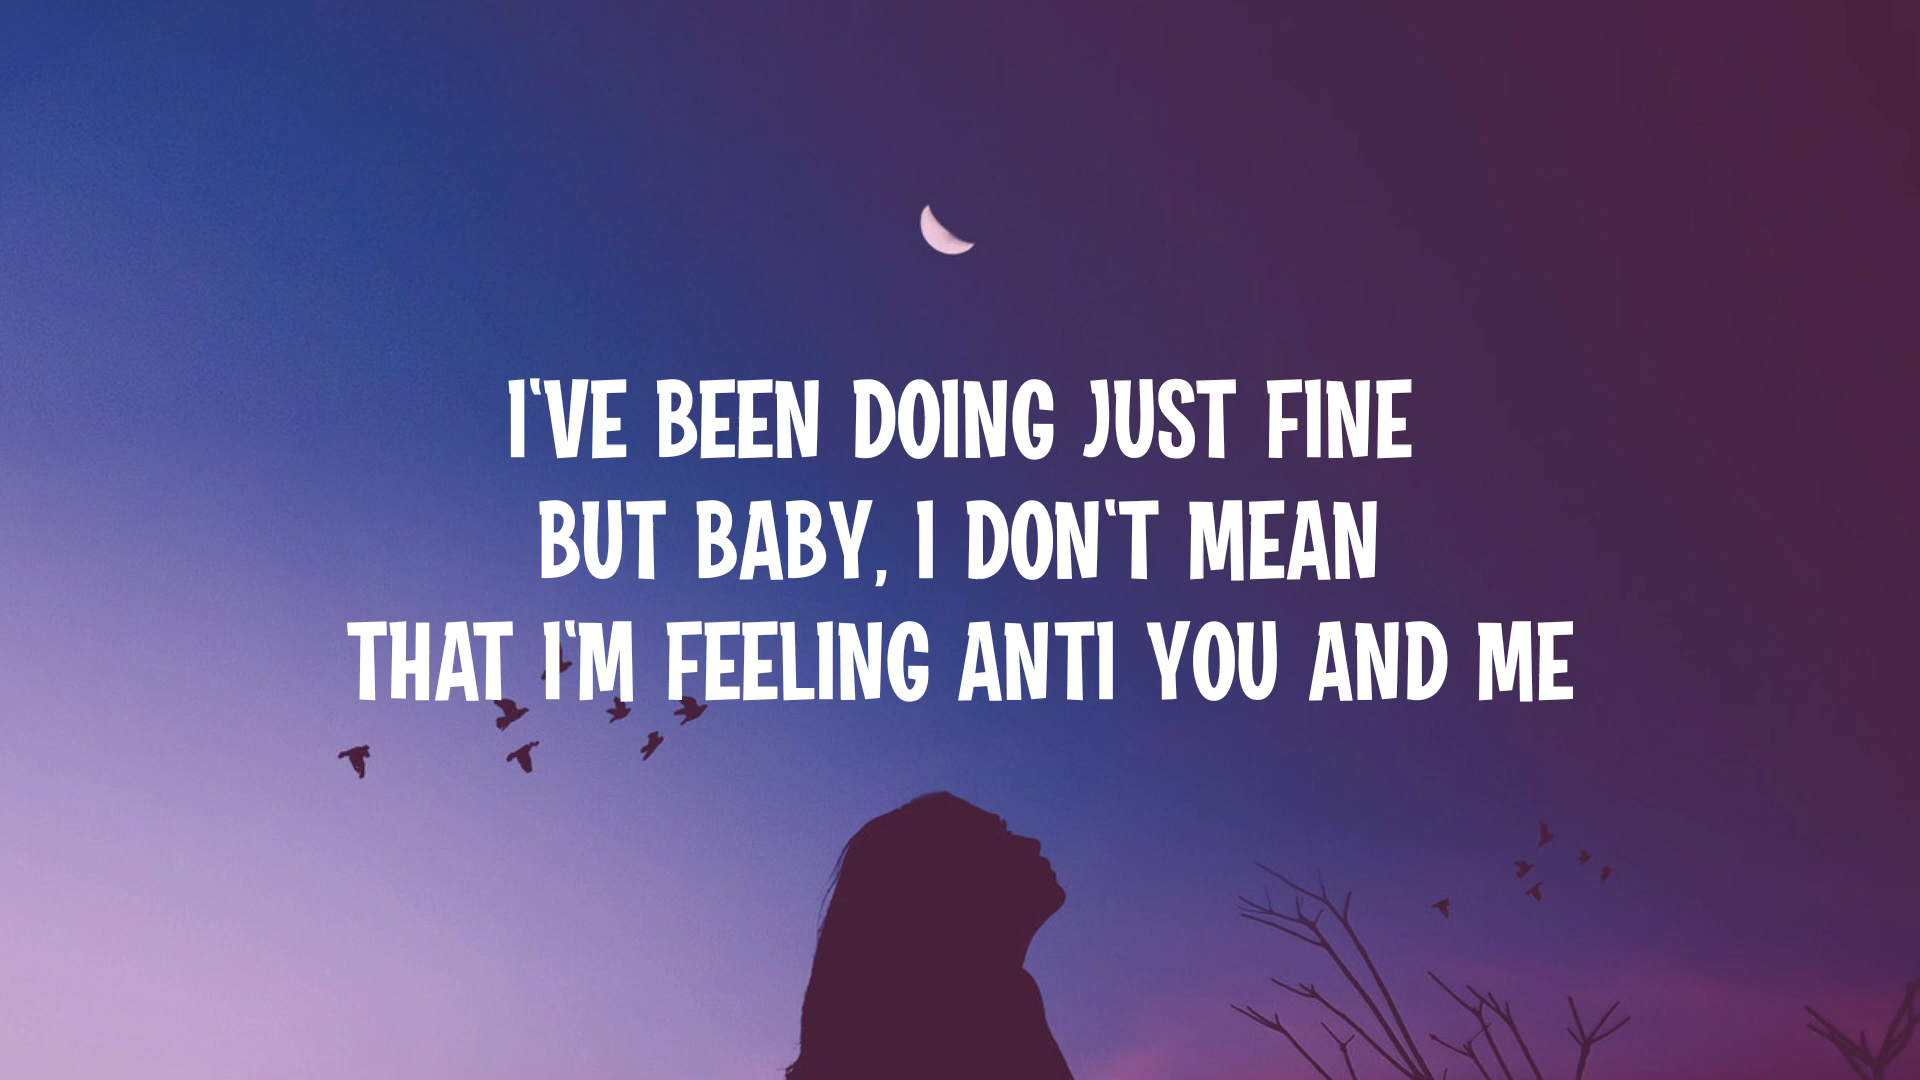 I'VE BEEN DOING JUST FINE
BUT BABY, I DON'T MEAN
THAT I'M FEELING ANTI YOU AND ME